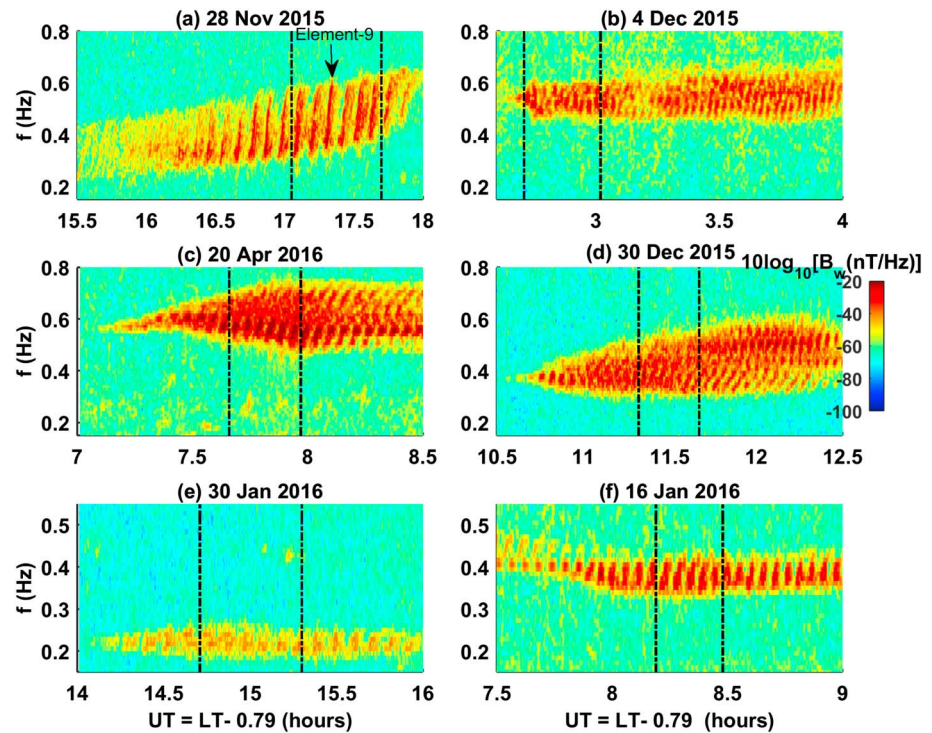 (a) 28 Nov 2015
Element-9
0.8
0.6
0.4
0.2
f (Hz)
15.5 16 16.5 17 17.5 18
(b) 4 Dec 2015
0.8
0.6
0.4
0.2
3 3.5 4
(c) 20 Apr 2016
0.8
0.6
0.4
0.2
f (Hz)
7 7.5 8 8.5
(d) 30 Dec 2015
0.8
0.6
0.4
0.2
10.5 11 11.5 12 12.5
10log10[Bw(nT/Hz)]
-20
-40
-60
-80
-100
(e) 30 Jan 2016
0.5
0.4
0.3
0.2
f (Hz)
14 14.5 15 15.5 16
UT = LT- 0.79 (hours)
(f) 16 Jan 2016
0.5
0.4
0.3
0.2
7.5 8 8.5 9
UT = LT- 0.79 (hours)